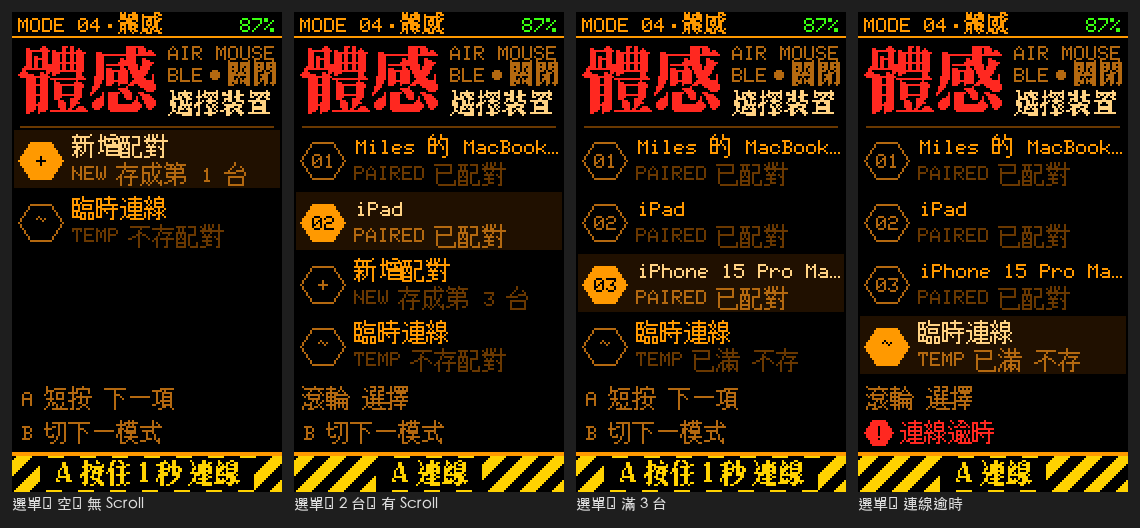 MODE 04·體感 87%
體感
AIR MOUSE
BLE ● 關閉
選擇裝置
+ 新增配對
NEW 存成第 1 台
~ 臨時連線
TEMP 不存配對
A 短按 下一項
B 切下一模式
A 按住1秒連線
選單 空 無 Scroll
MODE 04·體感 87%
體感
AIR MOUSE
BLE ● 關閉
選擇裝置
01 Miles 的 MacBook…
PAIRED 已配對
02 iPad
PAIRED 已配對
+ 新增配對
NEW 存成第 3 台
~ 臨時連線
TEMP 不存配對
滾輪 選擇
B 切下一模式
A 連線
選單 2 台 有 Scroll
MODE 04·體感 87%
體感
AIR MOUSE
BLE ● 關閉
選擇裝置
01 Miles 的 MacBook…
PAIRED 已配對
02 iPad
PAIRED 已配對
03 iPhone 15 Pro Ma…
PAIRED 已配對
~ 臨時連線
TEMP 已滿 不存
A 短按 下一項
B 切下一模式
A 按住1秒連線
選單 滿 3 台
MODE 04·體感 87%
體感
AIR MOUSE
BLE ● 關閉
選擇裝置
01 Miles 的 MacBook…
PAIRED 已配對
02 iPad
PAIRED 已配對
03 iPhone 15 Pro Ma…
PAIRED 已配對
~ 臨時連線
TEMP 已滿 不存
滾輪 選擇
! 連線逾時
A 連線
選單 連線逾時